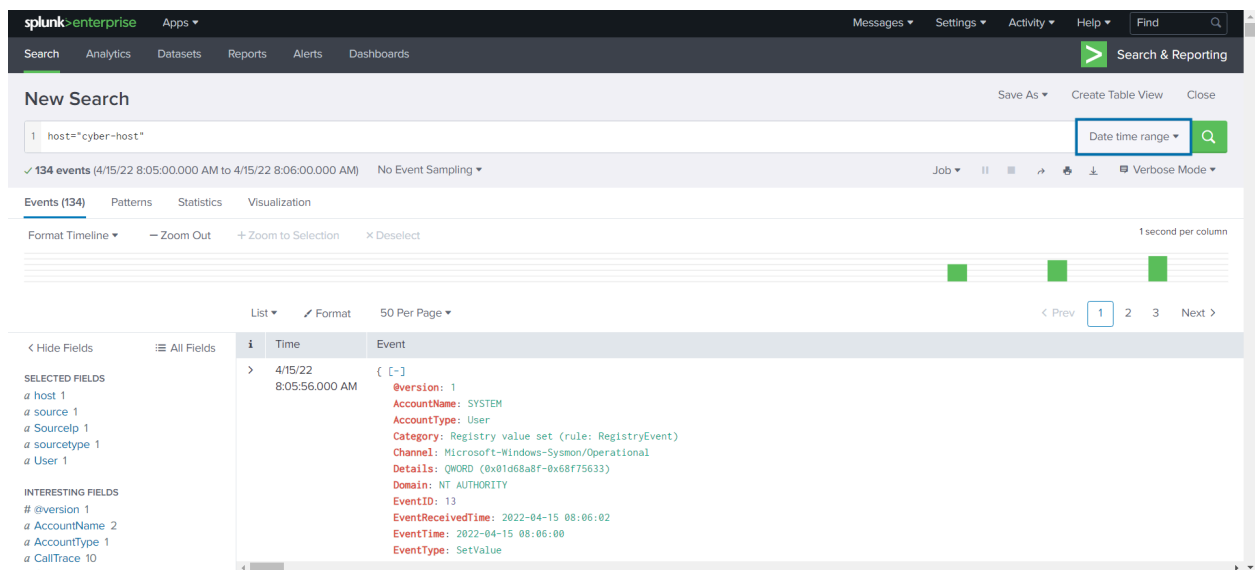 splunk>enterprise Apps Messages Settings Activity Help Find
Search Analytics Datasets Reports Alerts Dashboards Search & Reporting
New Search Save As Create Table View Close
1 host="cyber-host" Date time range
134 events (4/15/22 8:05:00.000 AM to 4/15/22 8:06:00.000 AM) No Event Sampling Job Verbose Mode
Events (134) Patterns Statistics Visualization
Format Timeline — Zoom Out + Zoom to Selection × Deselect 1 second per column
List Format 50 Per Page < Prev 1 2 3 Next >
< Hide Fields All Fields i Time Event
SELECTED FIELDS
a host 1
a source 1
a SourceIp 1
a sourcetype 1
a User 1
INTERESTING FIELDS
# @version 1
a AccountName 2
a AccountType 1
a CallTrace 10
> 4/15/22
8:05:56.000 AM
{ [-]
@version: 1
AccountName: SYSTEM
AccountType: User
Category: Registry value set (rule: RegistryEvent)
Channel: Microsoft-Windows-Sysmon/Operational
Details: QWORD (0x01d68a8f-0x68f75633)
Domain: NT AUTHORITY
EventID: 13
EventReceivedTime: 2022-04-15 08:06:02
EventTime: 2022-04-15 08:06:00
EventType: SetValue